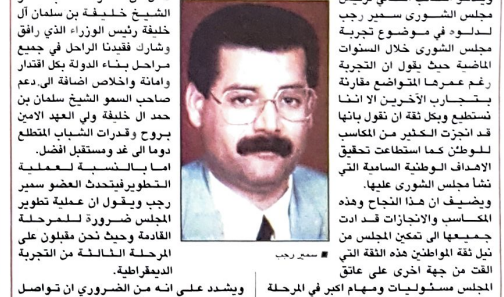 مجلس الشورى سمير رجب
لدلوه في موضوع تجربة
مجلس الشورى خلال السنوات
الماضية حيث يقول ان التجربة
رغم عمرها المتواضع مقارنة
بتجارب الآخرين الا اننا
نستطيع وبكل ثقة ان نقول بانها
قد انجزت الكثير من المكاسب
للوطن كما استطاعت تحقيق
الاهداف الوطنية السامية التي
نشأ مجلس الشورى عليها.
ويضيف ان هذا النجاح وهذه
المكاسب والانجازات قد ادت
جميعها الى تمكين المجلس من
نيل ثقة المواطنين هذه الثقة التي
القت من جهة اخرى على عاتق
المجلس مسئوليات ومهام اكبر في المرحلة
سمير رجب
الشيخ خليفة بن سلمان آل
خليفة رئيس الوزراء الذي رافق
وشارك فقيدنا الراحل في جميع
مراحل بناء الدولة بكل اقتدار
وامانة واخلاص اضافة الى دعم
صاحب السمو الشيخ سلمان بن
حمد ال خليفة ولي العهد الامين
بروح وقدرات الشباب المتطلع
دوما الى غد ومستقبل افضل.
اما بالنسبة لعملية
التطوير فيتحدث العضو سمير
رجب ويقول ان عملية تطوير
المجلس ضرورة للمرحلة
القادمة وحيث نحن مقبلون على
المرحلة الثالثة من التجربة
الديمقراطية.
ويشدد على انه من الضروري ان تواصل